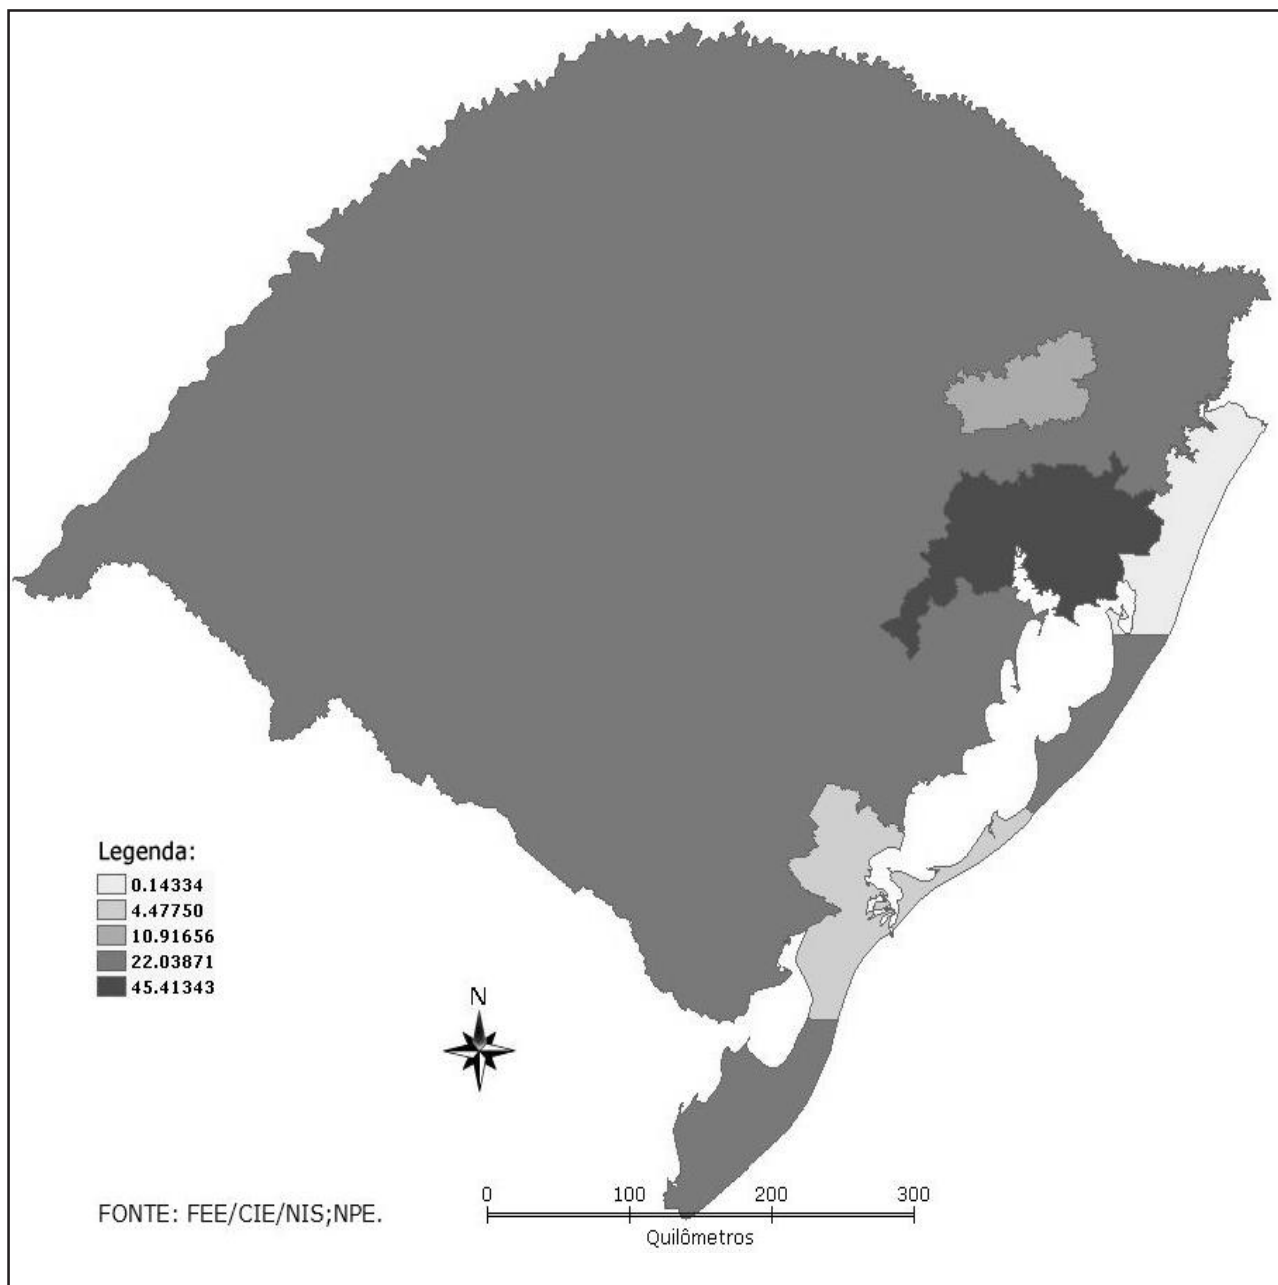 Legenda:
0.14334
4.47750
10.91656
22.03871
45.41343
N
FONTE: FEE/CIE/NIS;NPE.
0 100 200 300
Quilômetros